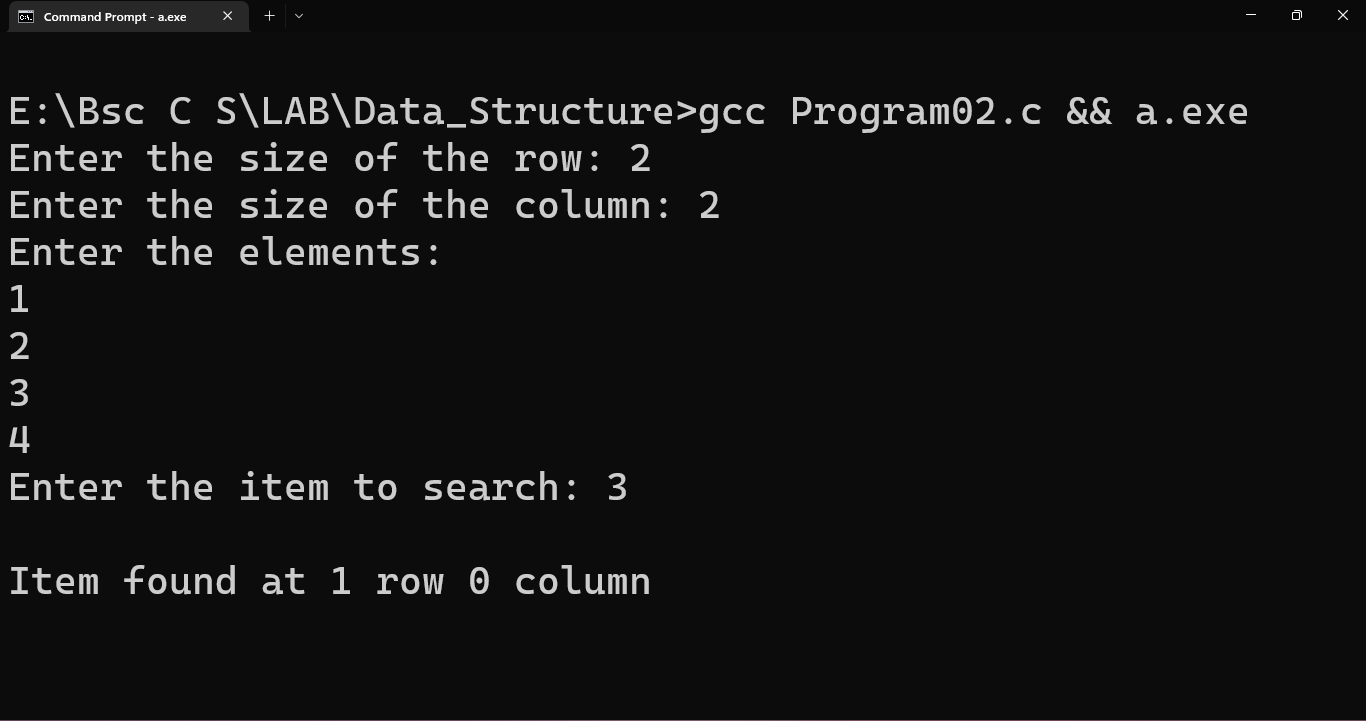 Command Prompt - a.exe
E:\Bsc C S\LAB\Data_Structure>gcc Program02.c && a.exe
Enter the size of the row: 2
Enter the size of the column: 2
Enter the elements:
1
2
3
4
Enter the item to search: 3
Item found at 1 row 0 column